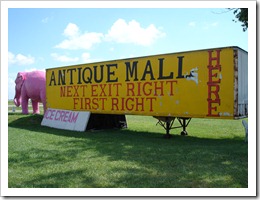 ANTIQUE MALL
NEXT EXIT RIGHT
FIRST RIGHT
HERE
ICE CREAM